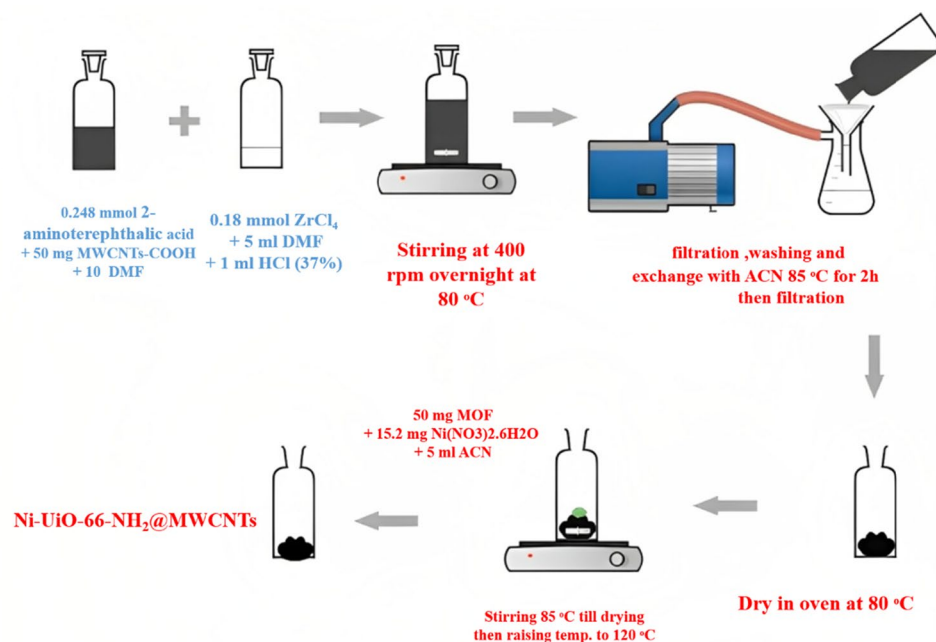 0.248 mmol 2-
aminoterephthalic acid
+ 50 mg MWCNTs-COOH
+ 10 DMF
0.18 mmol ZrCl₄
+ 5 ml DMF
+ 1 ml HCl (37%)
Stirring at 400
rpm overnight at
80 ºC
filtration ,washing and
exchange with ACN 85 ºC for 2h
then filtration
Dry in oven at 80 ºC
50 mg MOF
+ 15.2 mg Ni(NO3)2.6H2O
+ 5 ml ACN
Stirring 85 ºC till drying
then raising temp. to 120 ºC
Ni-UiO-66-NH₂@MWCNTs